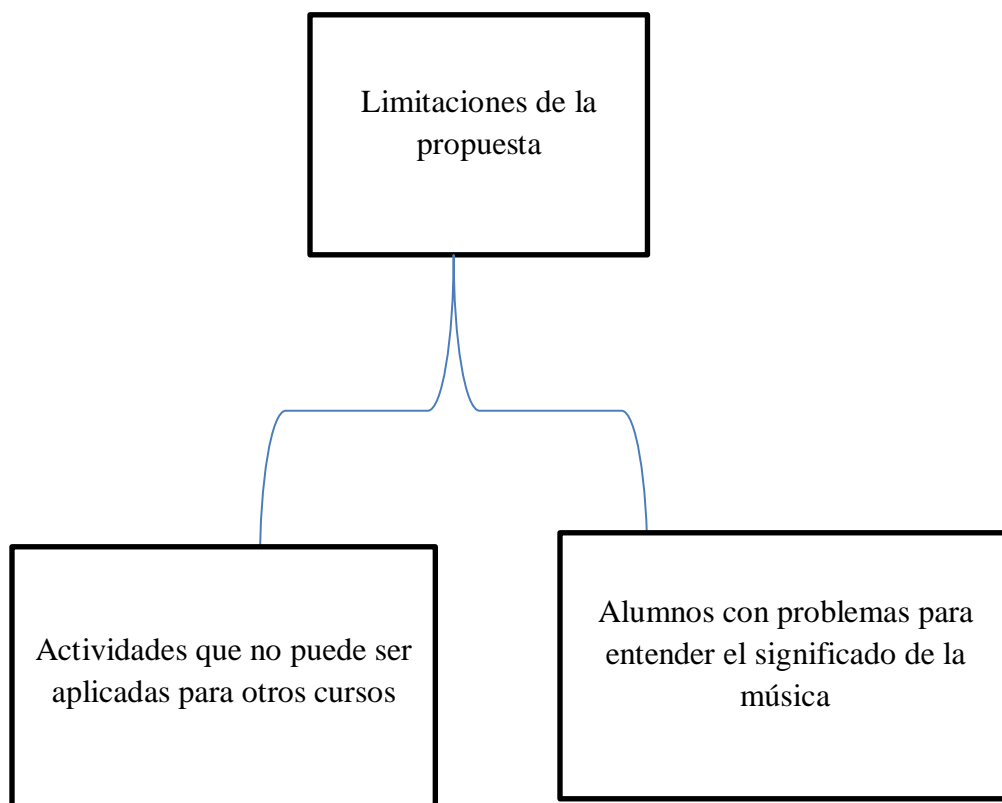 Limitaciones de la
propuesta
Actividades que no puede ser
aplicadas para otros cursos
Alumnos con problemas para
entender el significado de la
música